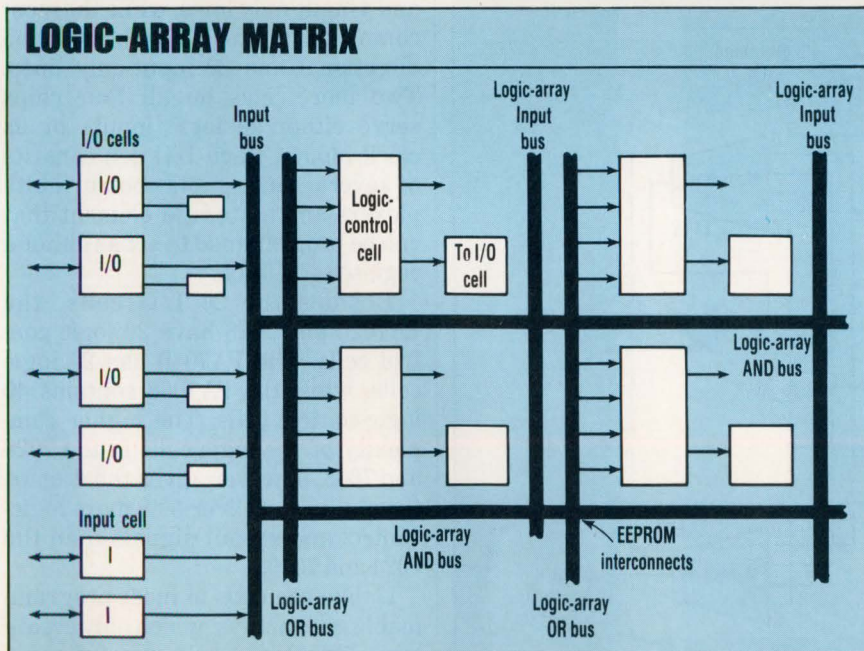 LOGIC-ARRAY MATRIX
I/O cells
Input
bus
Logic-array
Input
bus
Logic-array
Input
bus
I/O
I/O
Logic-
control
cell
To I/O
cell
Logic-array
AND bus
I/O
I/O
Input cell
I
I
Logic-array
AND bus
EEPROM
interconnects
Logic-array
OR bus
Logic-array
OR bus